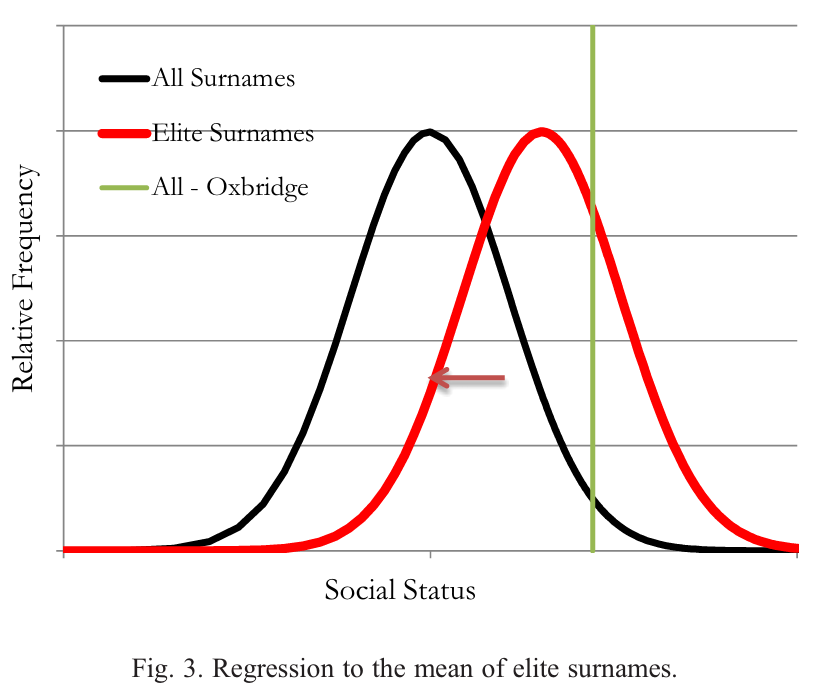 All Surnames
Elite Surnames
All - Oxbridge
Relative Frequency
Social Status
Fig. 3. Regression to the mean of elite surnames.